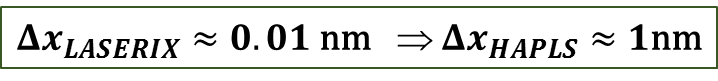 Δx_LASERIX ≈ 0.01 nm ⇒ Δx_HAPLS ≈ 1nm